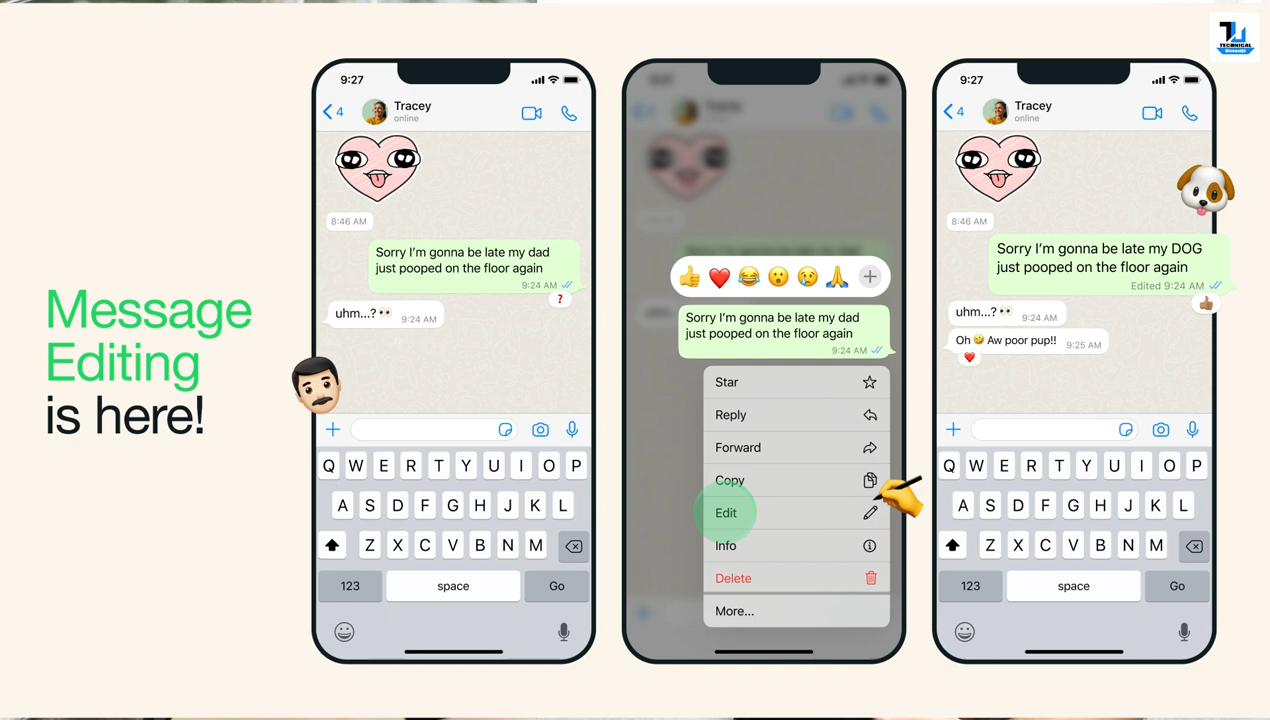 Message
Editing
is here!
9:27
4
Tracey
online
8:46 AM
Sorry I'm gonna be late my dad
just pooped on the floor again
9:24 AM
?
uhm...? 👀
9:24 AM
Q W E R T Y U I O P
A S D F G H J K L
Z X C V B N M
123 space Go
Sorry I'm gonna be late my dad
just pooped on the floor again
9:24 AM
Star
Reply
Forward
Copy
Edit
Info
Delete
More...
9:27
4
Tracey
online
8:46 AM
Sorry I'm gonna be late my DOG
just pooped on the floor again
Edited 9:24 AM
uhm...? 👀
9:24 AM
Oh 🤣 Aw poor pup!!
9:25 AM
Q W E R T Y U I O P
A S D F G H J K L
Z X C V B N M
123 space Go
TECHNICAL